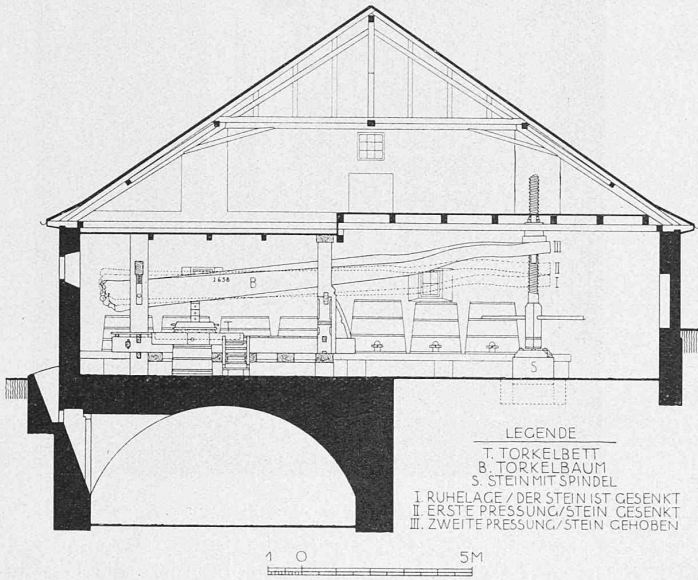 III
II
1638
B
I
T
S
LEGENDE
T. TORKELBETT
B. TORKELBAUM
S. STEIN MIT SPINDEL
I. RUHELAGE / DER STEIN IST GESENKT
II. ERSTE PRESSUNG/STEIN GESENKT
III. ZWEITE PRESSUNG/STEIN GEHOBEN
1 0 5M